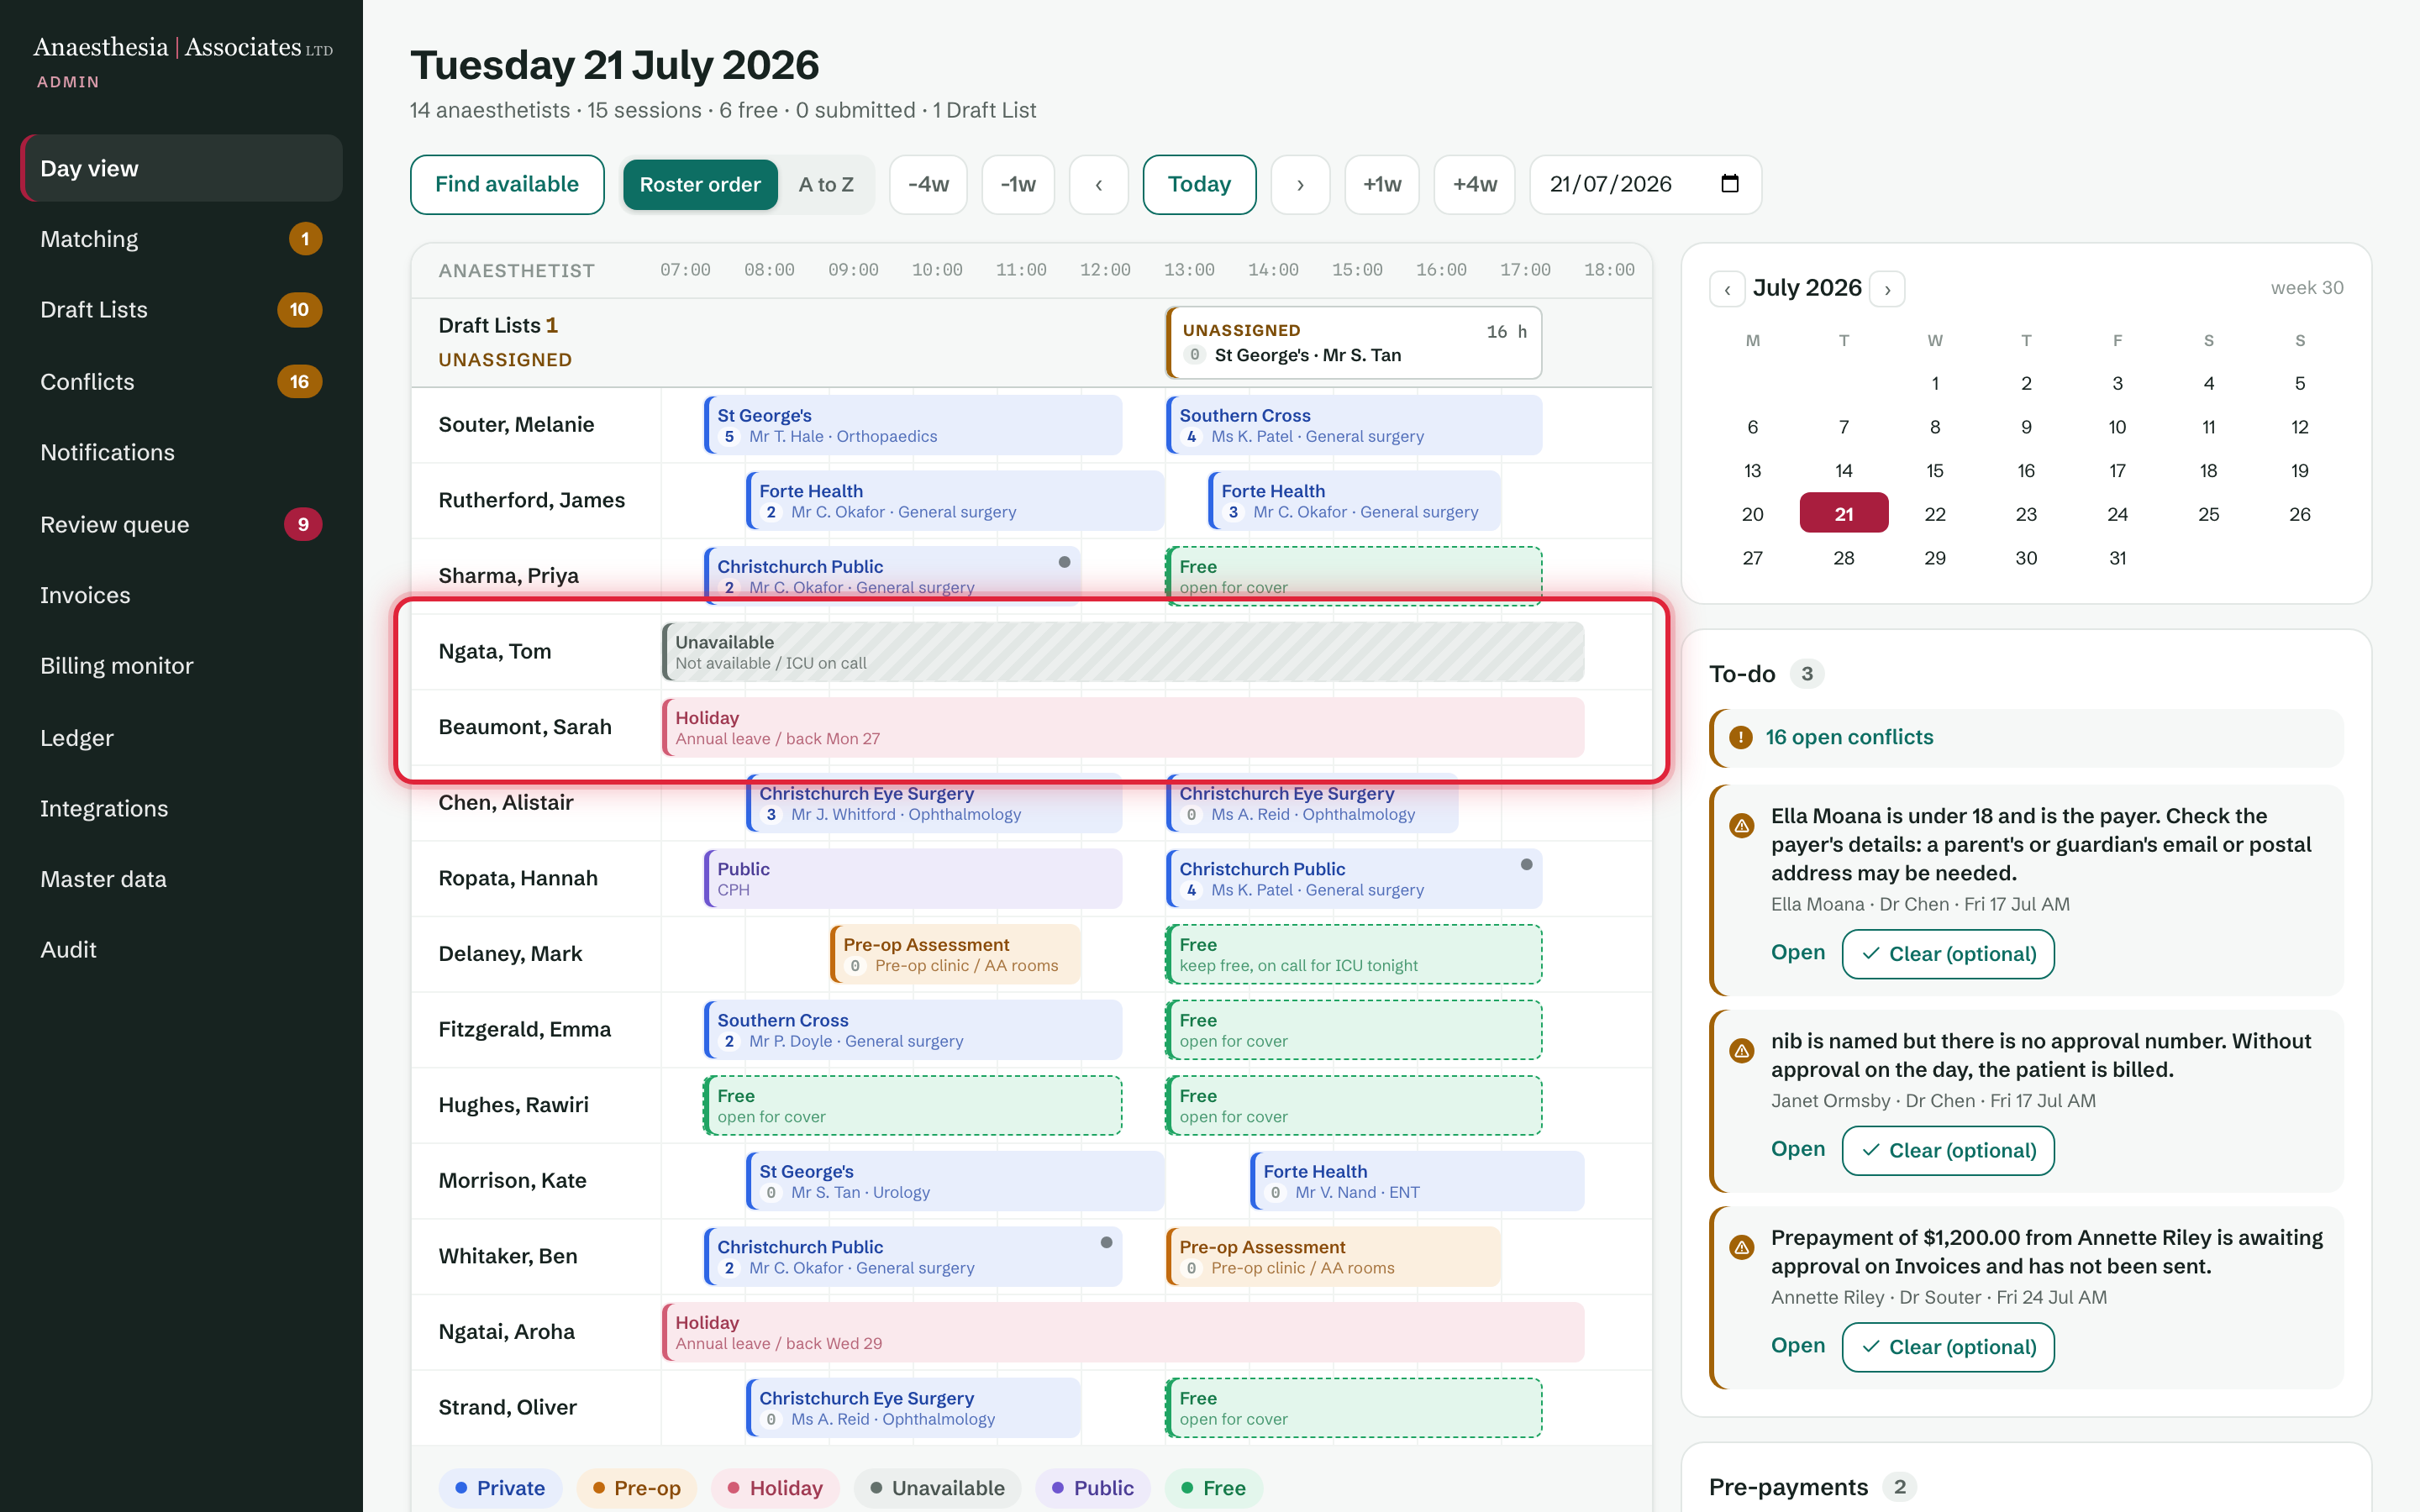 Anaesthesia | Associates LTD
ADMIN
Day view
Matching 1
Draft Lists 10
Conflicts 16
Notifications
Review queue 9
Invoices
Billing monitor
Ledger
Integrations
Master data
Audit
Tuesday 21 July 2026
14 anaesthetists · 15 sessions · 6 free · 0 submitted · 1 Draft List
Find available
Roster order
A to Z
-4w
-1w
‹
Today
›
+1w
+4w
21/07/2026
ANAESTHETIST 07:00 08:00 09:00 10:00 11:00 12:00 13:00 14:00 15:00 16:00 17:00 18:00
Draft Lists 1
UNASSIGNED
UNASSIGNED 16 h
0 St George's · Mr S. Tan
Souter, Melanie
St George's
5 Mr T. Hale · Orthopaedics
Southern Cross
4 Ms K. Patel · General surgery
Rutherford, James
Forte Health
2 Mr C. Okafor · General surgery
Forte Health
3 Mr C. Okafor · General surgery
Sharma, Priya
Christchurch Public
2 Mr C. Okafor · General surgery
Free
open for cover
Ngata, Tom
Unavailable
Not available / ICU on call
Beaumont, Sarah
Holiday
Annual leave / back Mon 27
Chen, Alistair
Christchurch Eye Surgery
3 Mr J. Whitford · Ophthalmology
Christchurch Eye Surgery
0 Ms A. Reid · Ophthalmology
Ropata, Hannah
Public
CPH
Christchurch Public
4 Ms K. Patel · General surgery
Delaney, Mark
Pre-op Assessment
0 Pre-op clinic / AA rooms
Free
keep free, on call for ICU tonight
Fitzgerald, Emma
Southern Cross
2 Mr P. Doyle · General surgery
Free
open for cover
Hughes, Rawiri
Free
open for cover
Free
open for cover
Morrison, Kate
St George's
0 Mr S. Tan · Urology
Forte Health
0 Mr V. Nand · ENT
Whitaker, Ben
Christchurch Public
2 Mr C. Okafor · General surgery
Pre-op Assessment
0 Pre-op clinic / AA rooms
Ngatai, Aroha
Holiday
Annual leave / back Wed 29
Strand, Oliver
Christchurch Eye Surgery
0 Ms A. Reid · Ophthalmology
Free
open for cover
Private
Pre-op
Holiday
Unavailable
Public
Free
‹ July 2026 › week 30
M T W T F S S
1 2 3 4 5
6 7 8 9 10 11 12
13 14 15 16 17 18 19
20 21 22 23 24 25 26
27 28 29 30 31
To-do 3
16 open conflicts
Ella Moana is under 18 and is the payer. Check the
payer's details: a parent's or guardian's email or postal
address may be needed.
Ella Moana · Dr Chen · Fri 17 Jul AM
Open ✓ Clear (optional)
nib is named but there is no approval number. Without
approval on the day, the patient is billed.
Janet Ormsby · Dr Chen · Fri 17 Jul AM
Open ✓ Clear (optional)
Prepayment of $1,200.00 from Annette Riley is awaiting
approval on Invoices and has not been sent.
Annette Riley · Dr Souter · Fri 24 Jul AM
Open ✓ Clear (optional)
Pre-payments 2